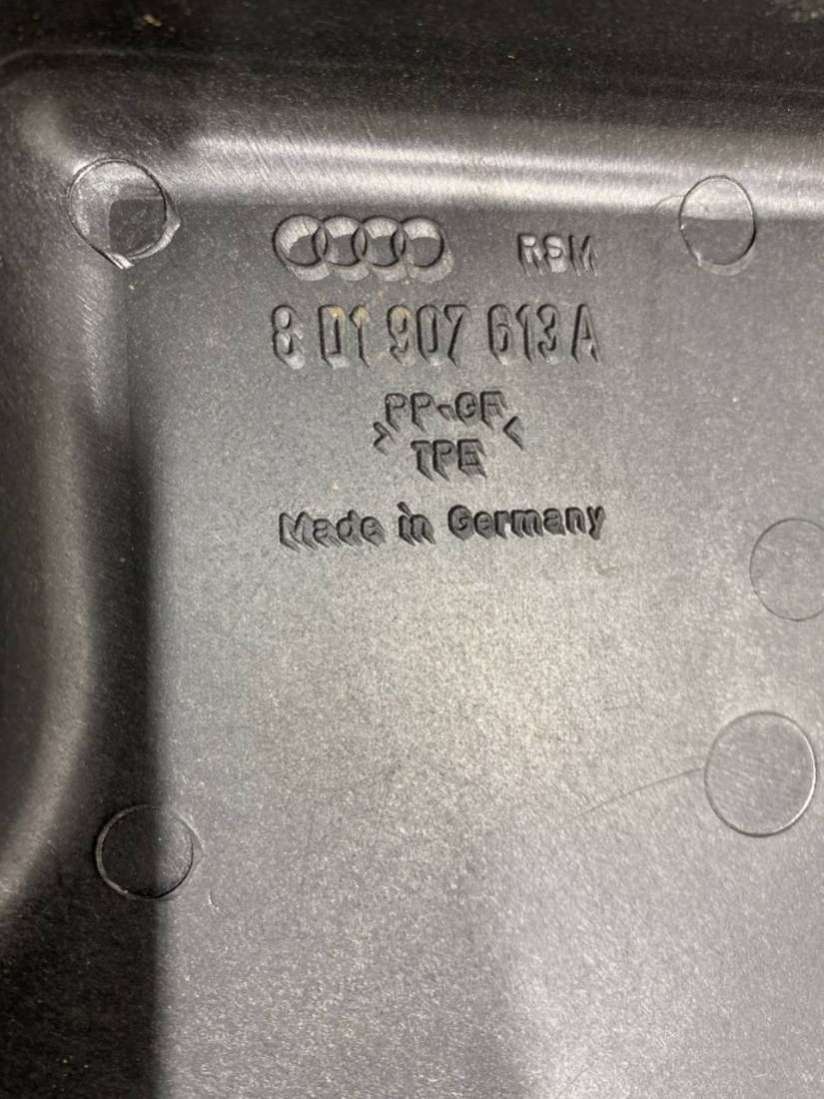 RSM
8 D1 907 613 A
PP-GF
> <
TPE
Made in Germany